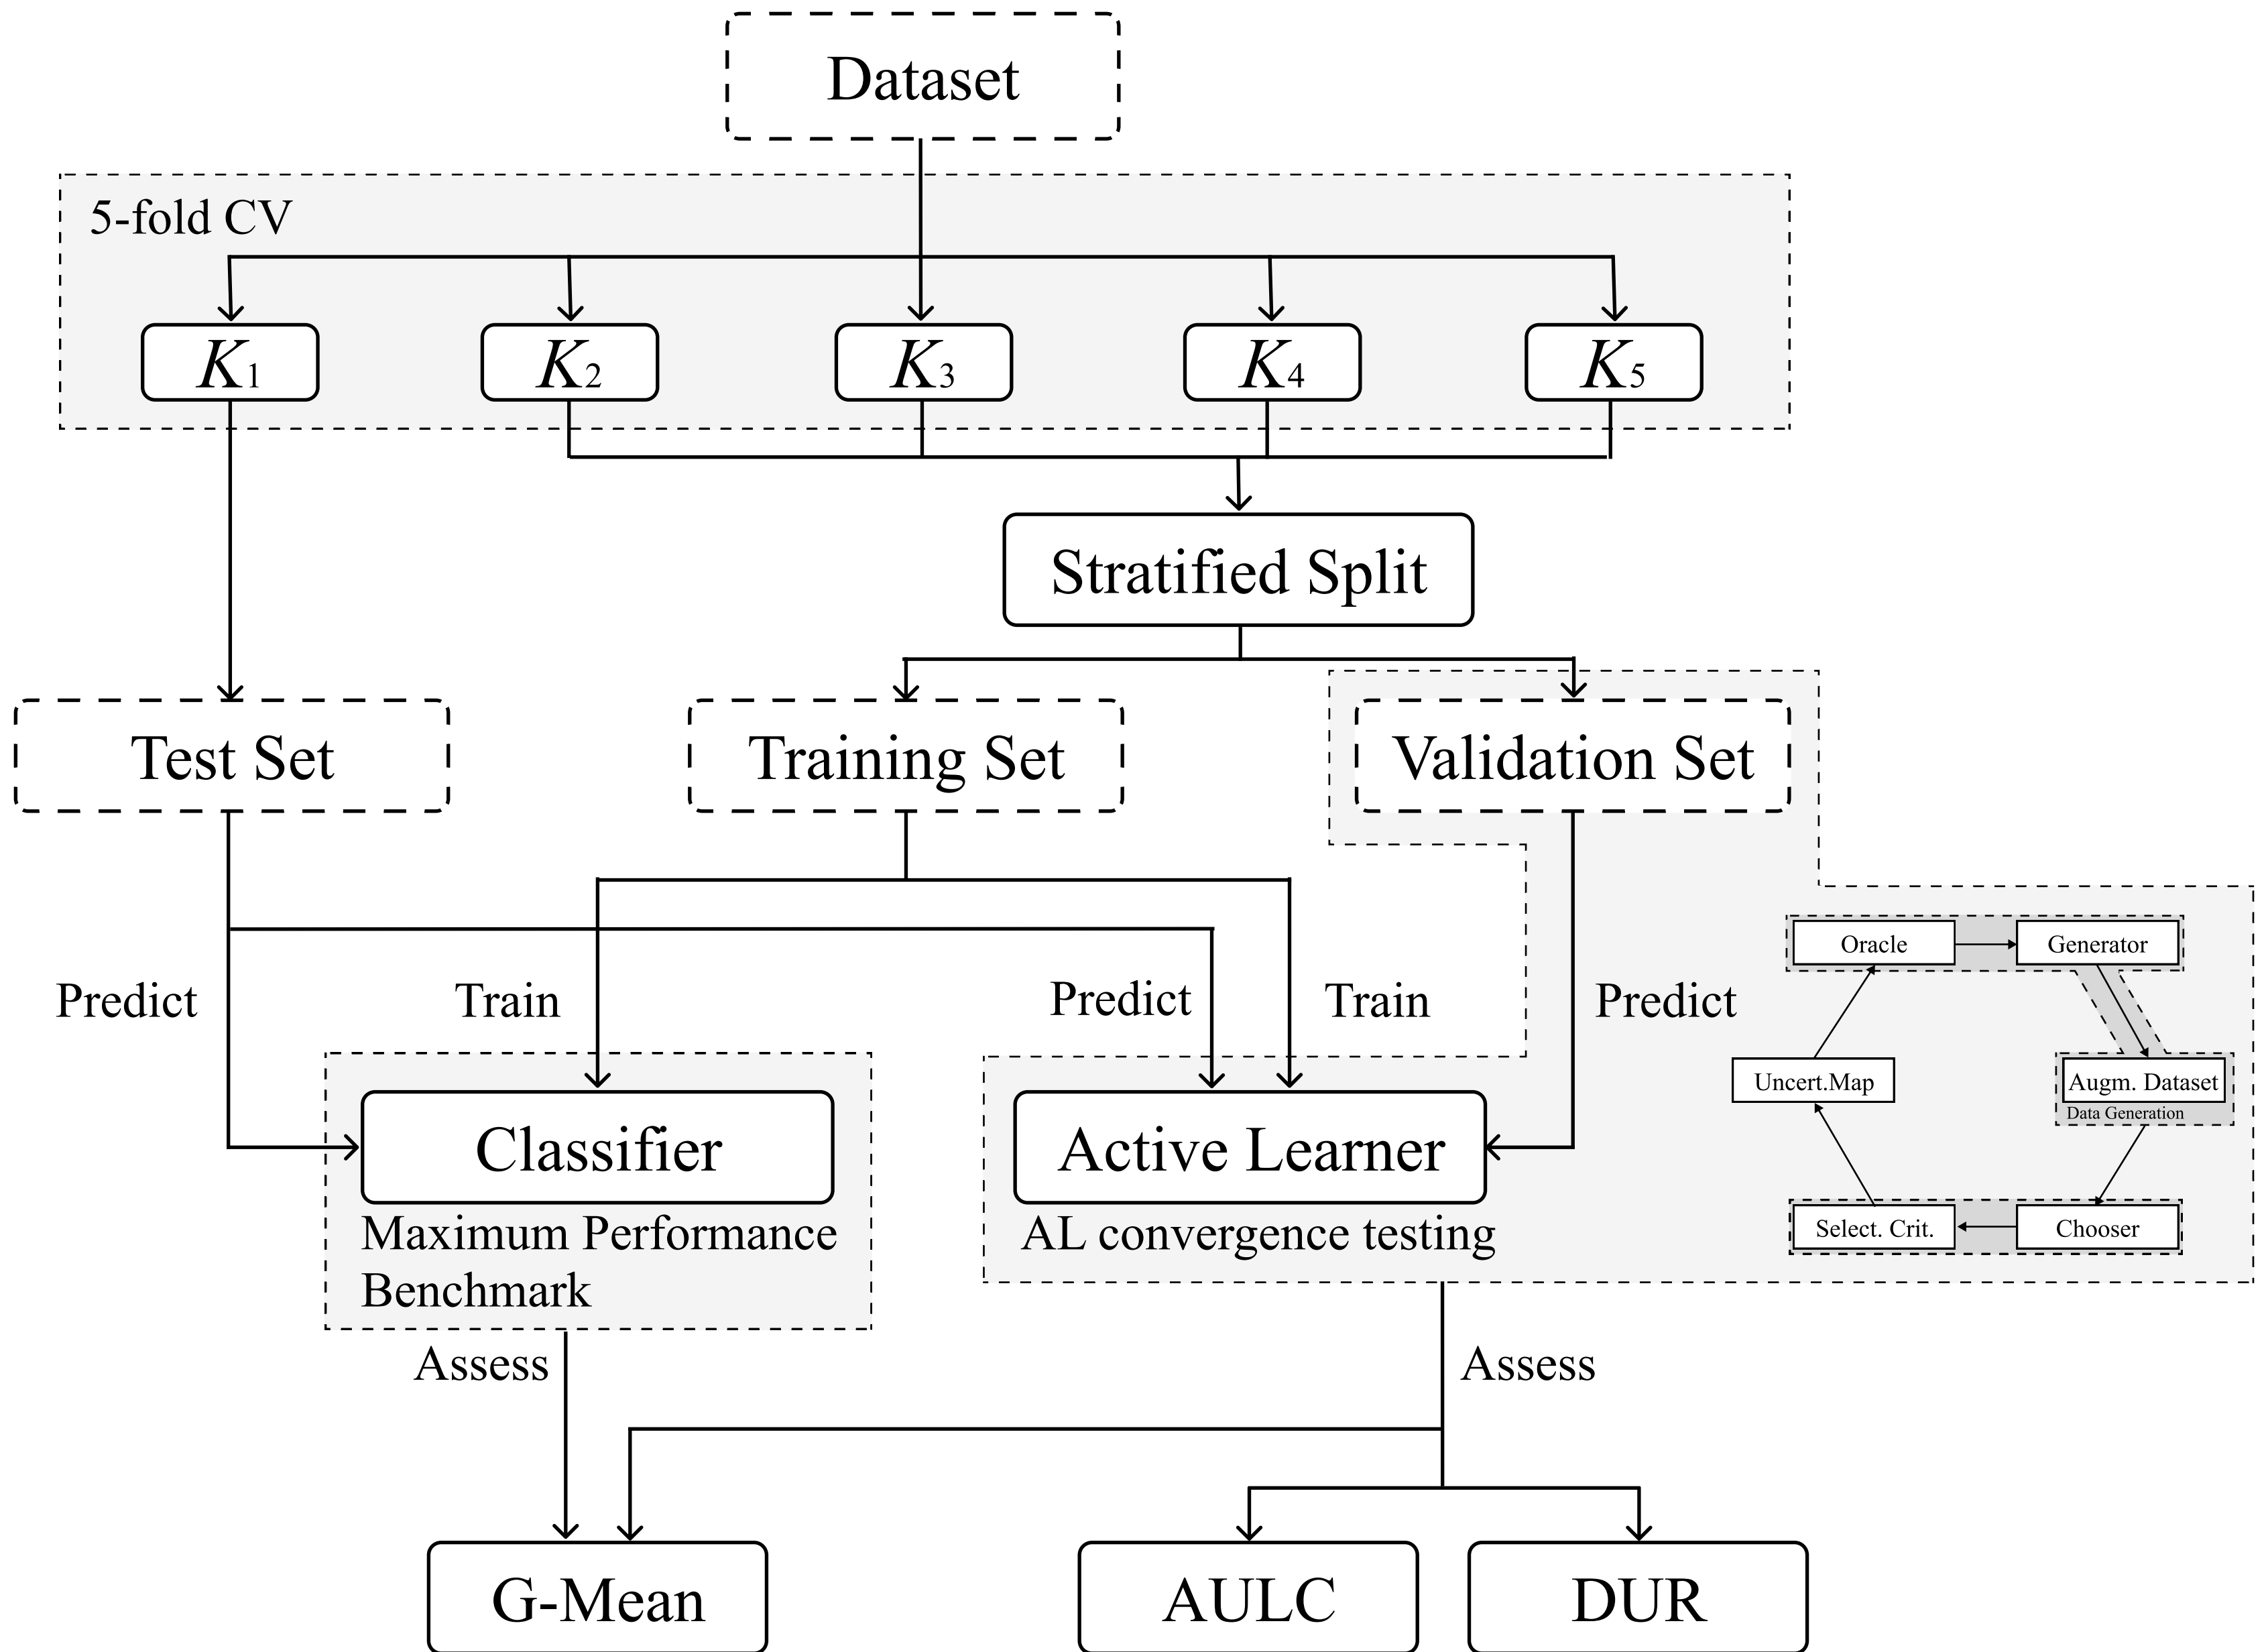 Dataset
5-fold CV
K1
K2
K3
K4
K5
Stratified Split
Test Set
Training Set
Validation Set
Oracle
Generator
Predict
Train
Predict
Train
Predict
Uncert.Map
Augm. Dataset
Data Generation
Classifier
Active Learner
Maximum Performance
Benchmark
AL convergence testing
Select. Crit.
Chooser
Assess
Assess
G-Mean
AULC
DUR